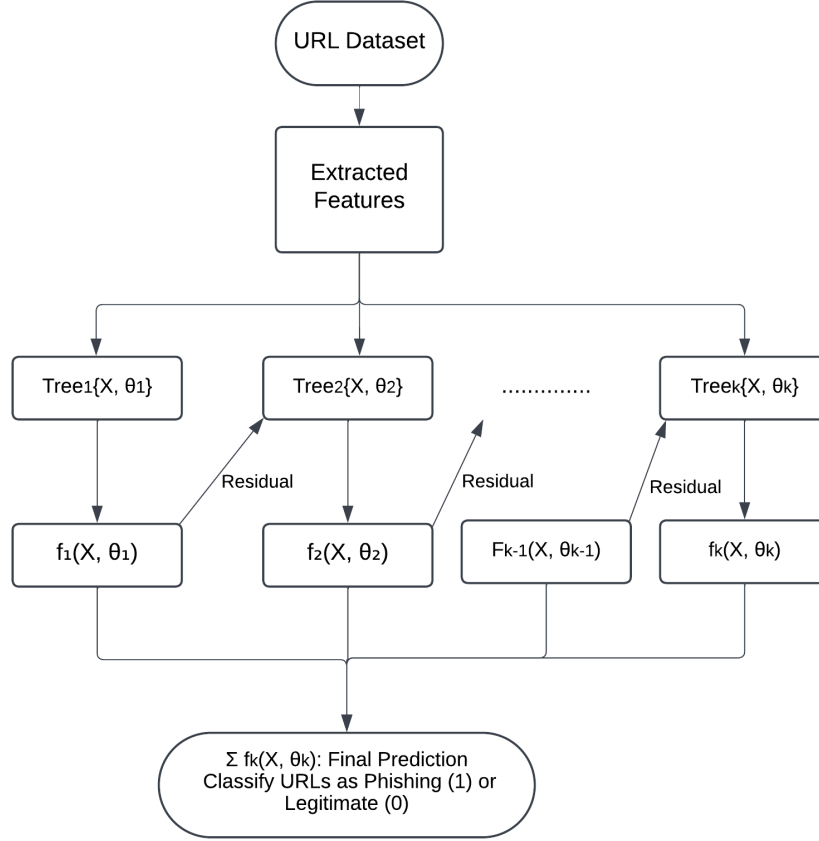 URL Dataset
Extracted
Features
Tree1{X, θ1}
Tree2{X, θ2}
..............
Treek{X, θk}
Residual
Residual
Residual
f₁(X, θ₁)
f₂(X, θ₂)
Fk-1(X, θk-1)
fk(X, θk)
Σ fk(X, θk): Final Prediction
Classify URLs as Phishing (1) or
Legitimate (0)